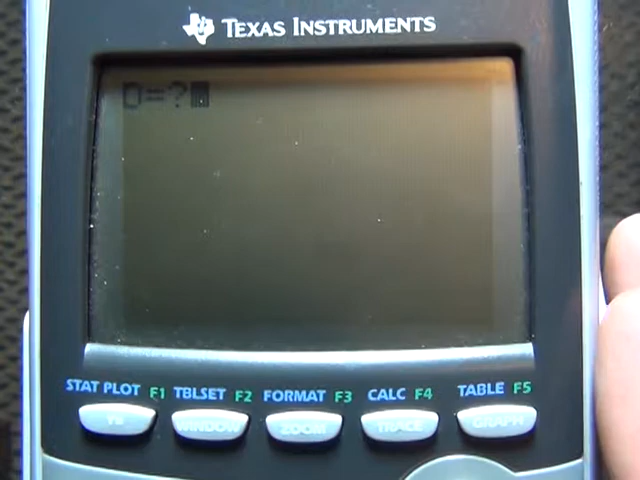 TEXAS INSTRUMENTS
D=?
STAT PLOT F1 TBLSET F2 FORMAT F3 CALC F4 TABLE F5
Y= WINDOW ZOOM TRACE GRAPH